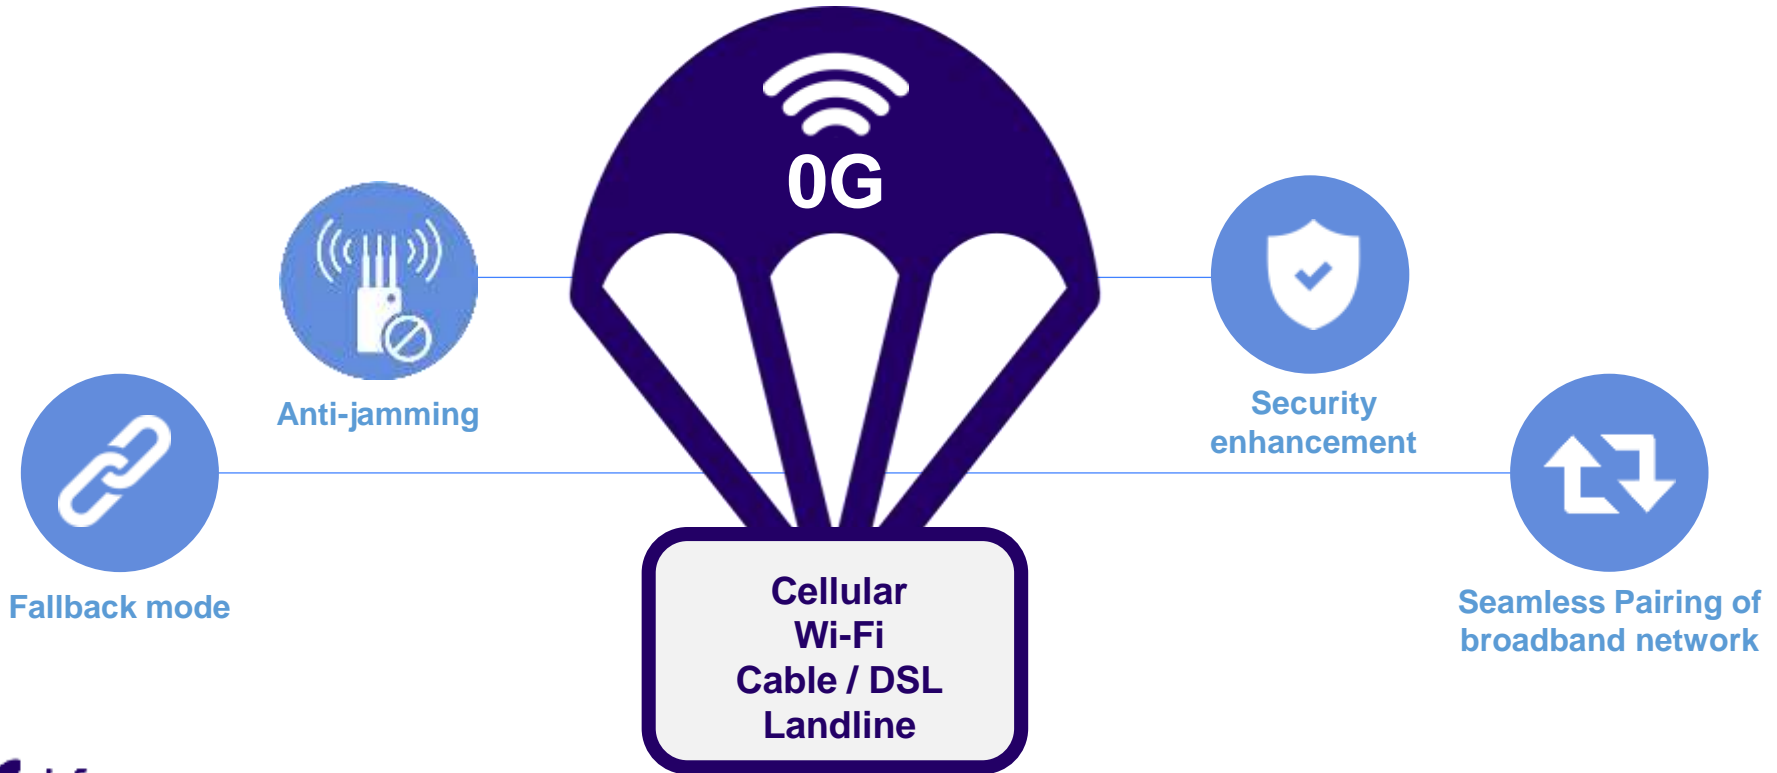 0G
Anti-jamming
Security
enhancement
Fallback mode
Seamless Pairing of
broadband network
Cellular
Wi-Fi
Cable / DSL
Landline